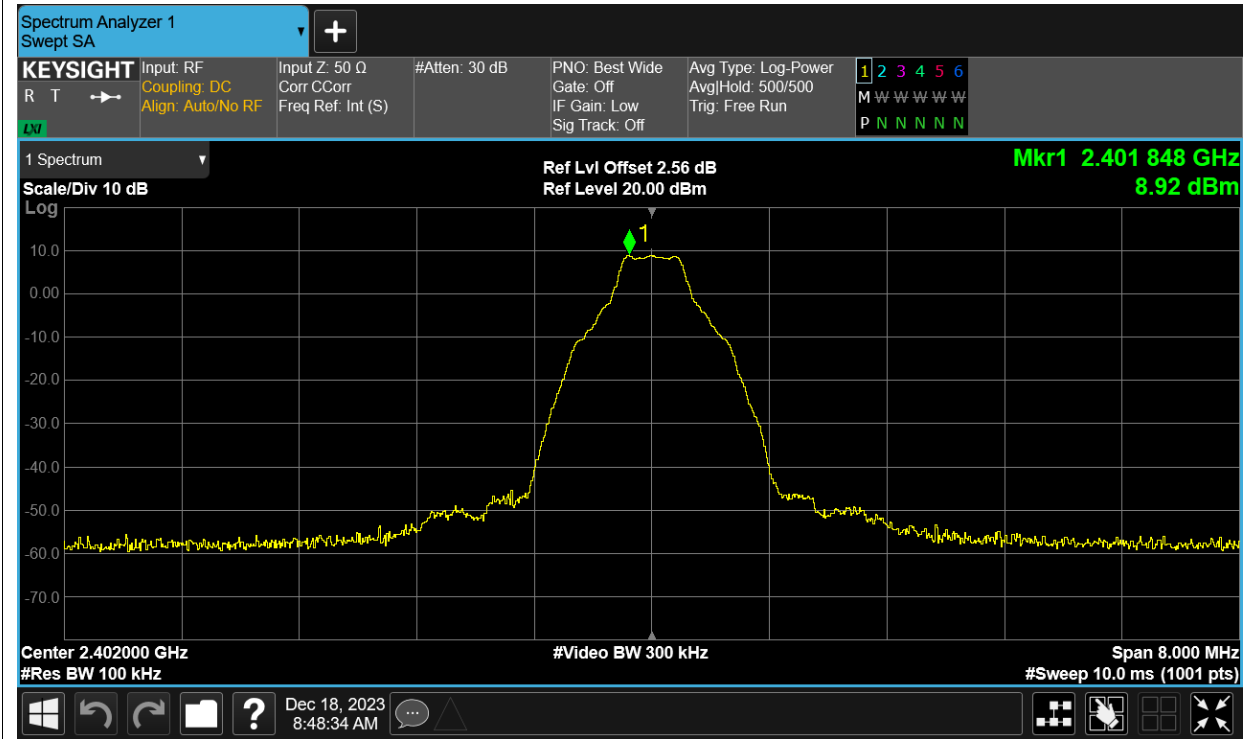 Spectrum Analyzer 1
Swept SA
KEYSIGHT
R T
LXI
Input: RF
Coupling: DC
Align: Auto/No RF
Input Z: 50 Ω
Corr CCorr
Freq Ref: Int (S)
#Atten: 30 dB
PNO: Best Wide
Gate: Off
IF Gain: Low
Sig Track: Off
Avg Type: Log-Power
Avg|Hold: 500/500
Trig: Free Run
1 2 3 4 5 6
M W W W W W
P N N N N N
1 Spectrum
Scale/Div 10 dB
Log
Ref Lvl Offset 2.56 dB
Ref Level 20.00 dBm
Mkr1 2.401 848 GHz
8.92 dBm
1
10.0
0.00
-10.0
-20.0
-30.0
-40.0
-50.0
-60.0
-70.0
Center 2.402000 GHz
#Res BW 100 kHz
#Video BW 300 kHz
Span 8.000 MHz
#Sweep 10.0 ms (1001 pts)
?
Dec 18, 2023
8:48:34 AM